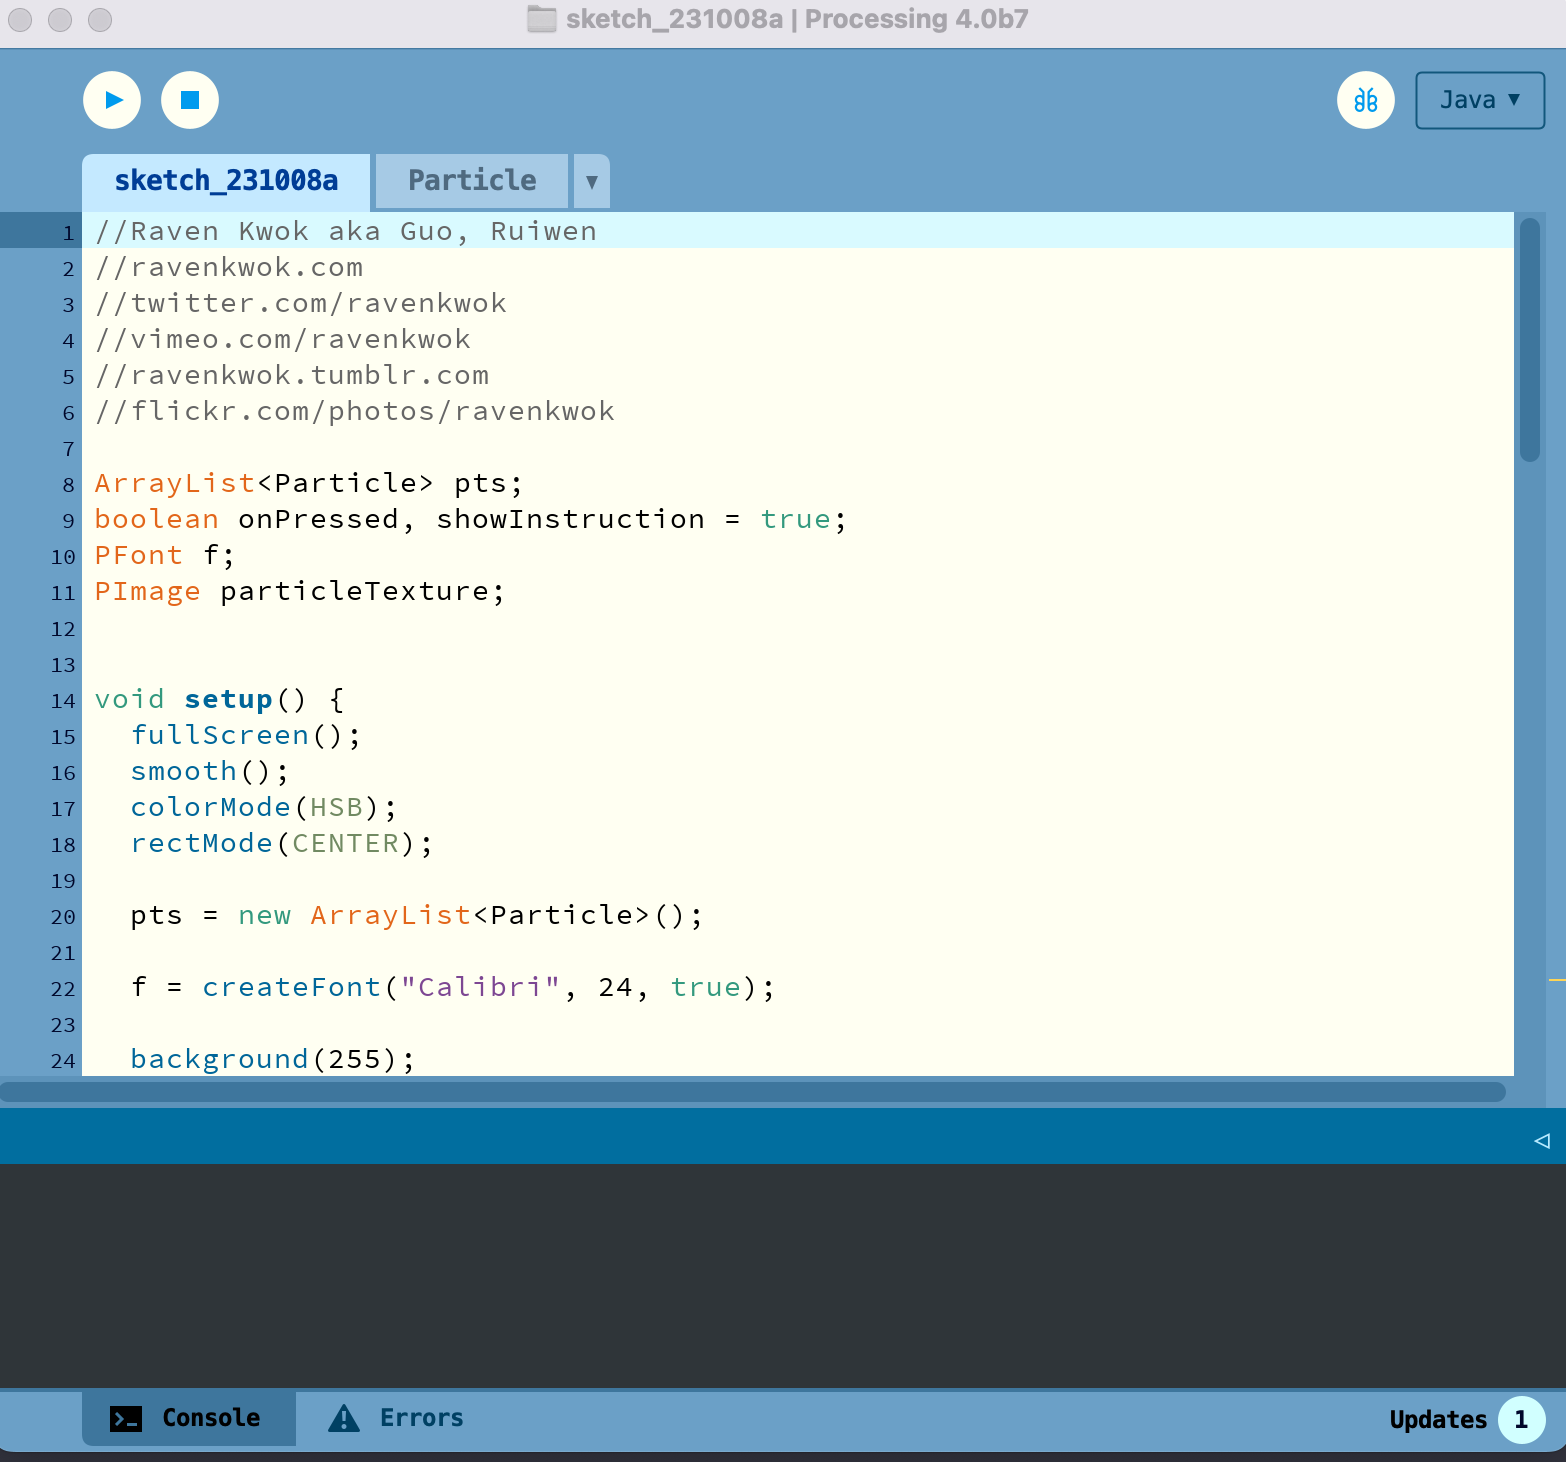 sketch_231008a | Processing 4.0b7
Java ▼
sketch_231008a Particle ▼
1 //Raven Kwok aka Guo, Ruiwen
2 //ravenkwok.com
3 //twitter.com/ravenkwok
4 //vimeo.com/ravenkwok
5 //ravenkwok.tumblr.com
6 //flickr.com/photos/ravenkwok
7
8 ArrayList<Particle> pts;
9 boolean onPressed, showInstruction = true;
10 PFont f;
11 PImage particleTexture;
12
13
14 void setup() {
15   fullScreen();
16   smooth();
17   colorMode(HSB);
18   rectMode(CENTER);
19
20   pts = new ArrayList<Particle>();
21
22   f = createFont("Calibri", 24, true);
23
24   background(255);
Console Errors Updates 1